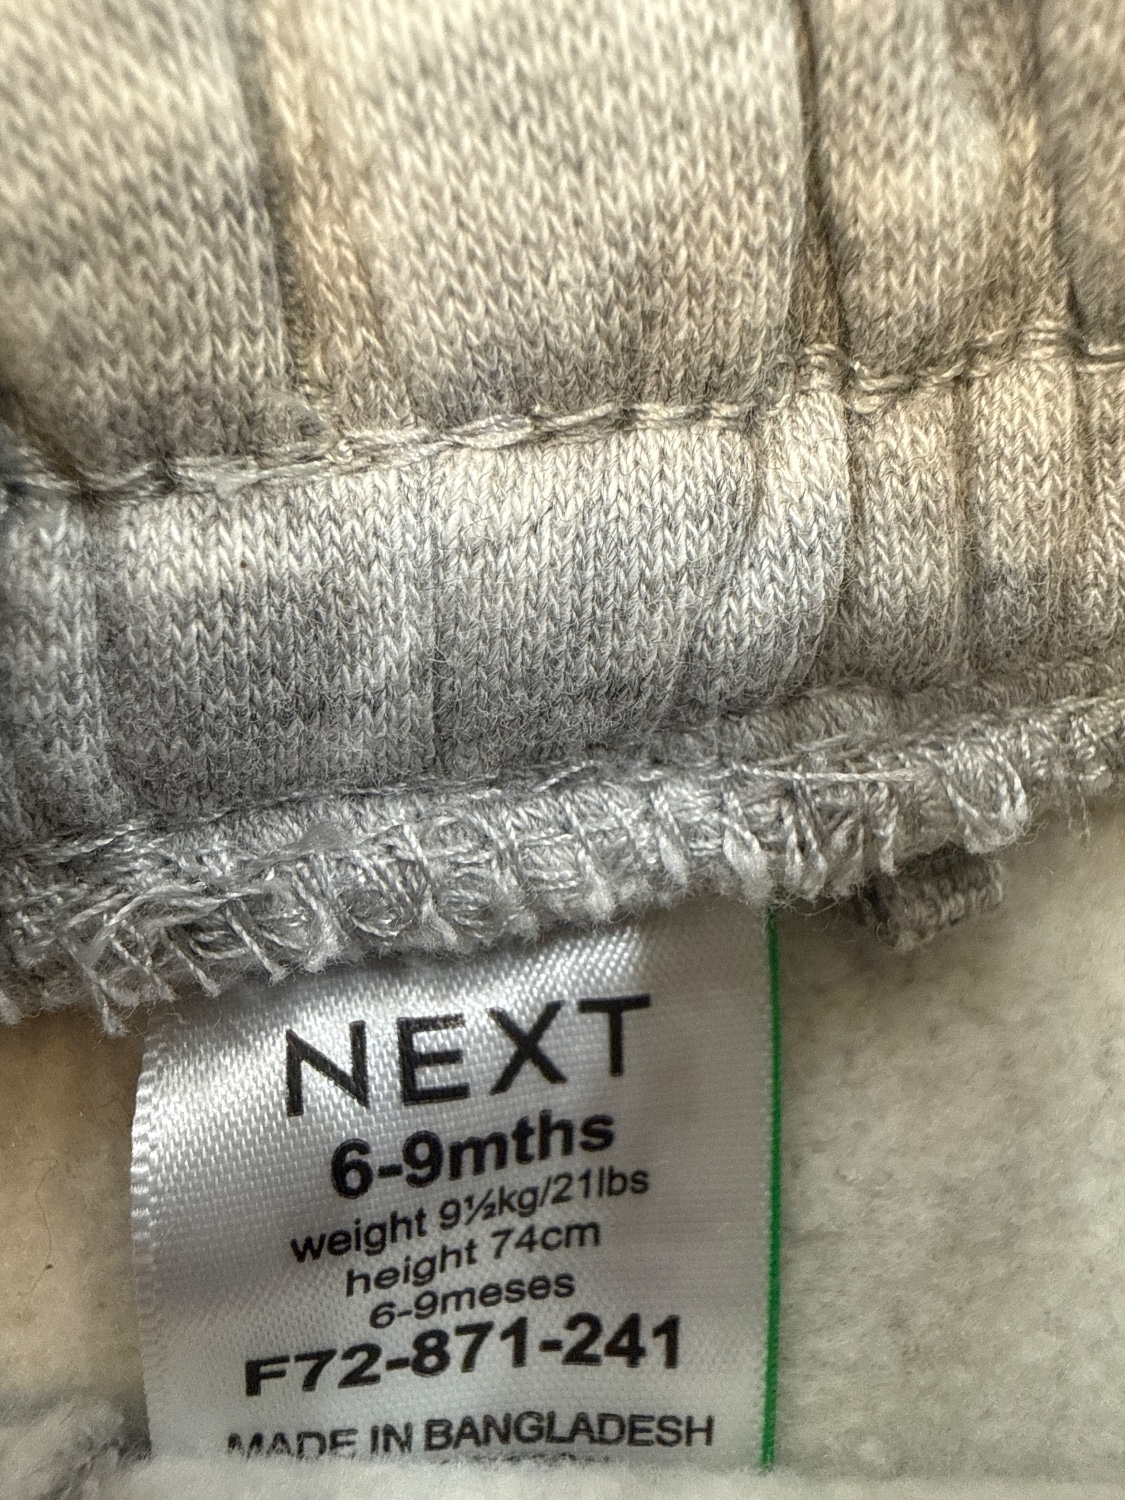 NEXT
6-9mths
weight 9½kg/21lbs
height 74cm
6-9meses
F72-871-241
MADE IN BANGLADESH